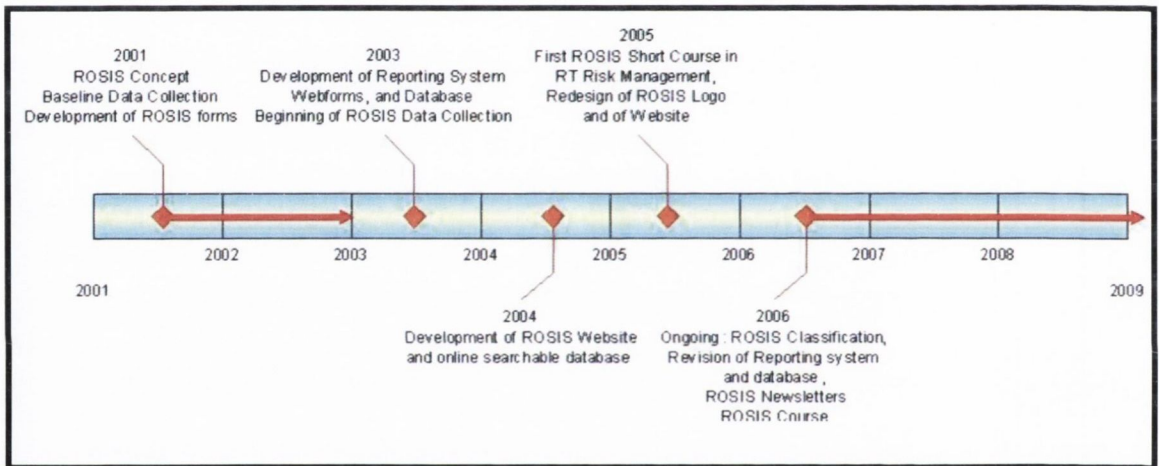 2001
ROSIS Concept
Baseline Data Collection
Development of ROSIS forms
2003
Development of Reporting System
Webforms, and Database
Beginning of ROSIS Data Collection
2005
First ROSIS Short Course in
RT Risk Management,
Redesign of ROSIS Logo
and of Website
2002
2003
2004
2005
2006
2007
2008
2001
2009
2004
Development of ROSIS Website
and online searchable database
2006
Ongoing : ROSIS Classification,
Revision of Reporting system
and database ,
ROSIS Newsletters
ROSIS Course